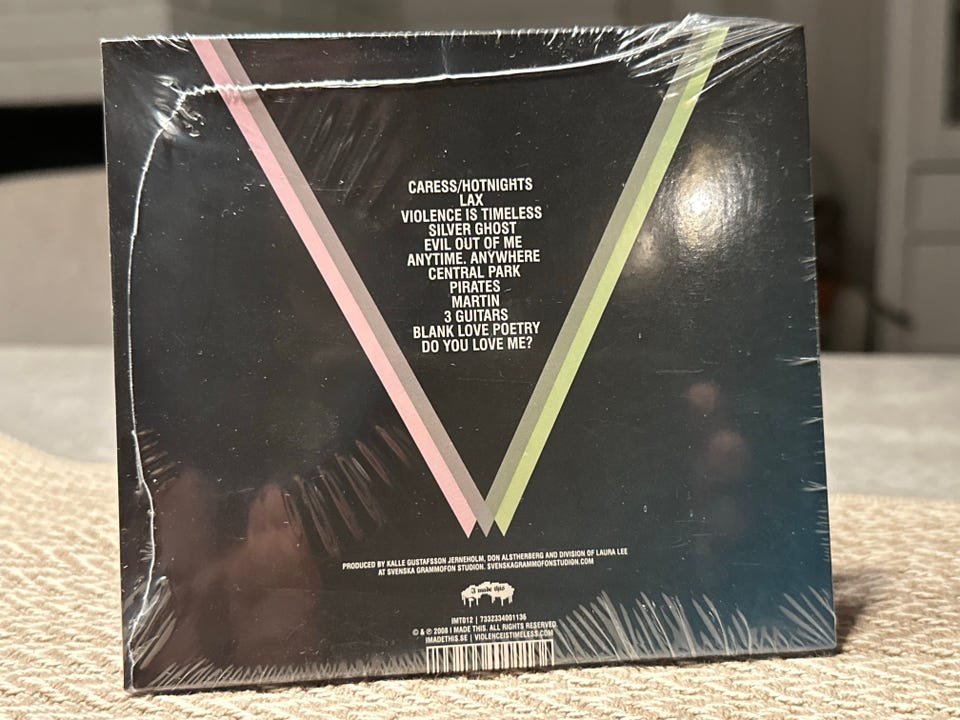 CARESS/HOTNIGHTS
LAX
VIOLENCE IS TIMELESS
SILVER GHOST
EVIL OUT OF ME
ANYTIME. ANYWHERE
CENTRAL PARK
PIRATES
MARTIN
3 GUITARS
BLANK LOVE POETRY
DO YOU LOVE ME?
PRODUCED BY KALLE GUSTAFSSON JERNEHOLM, DON ALSTHERBERG AND DIVISION OF LAURA LEE
AT SVENSKA GRAMMOFON STUDION. SVENSKAGRAMMOFONSTUDION.COM
I made this
IMT012 | 7332334001136
© & ℗ 2008 I MADE THIS. ALL RIGHTS RESERVED.
IMADETHIS.SE | VIOLENCEISTIMELESS.COM